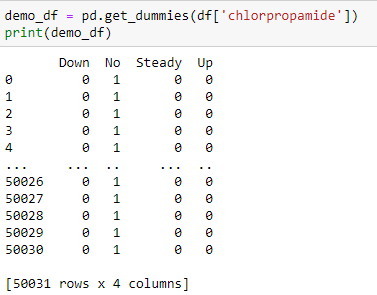 demo_df = pd.get_dummies(df['chlorpropamide'])
print(demo_df)
Down No Steady Up
0 0 1 0 0
1 0 1 0 0
2 0 1 0 0
3 0 1 0 0
4 0 1 0 0
... ... .. ... ..
50026 0 1 0 0
50027 0 1 0 0
50028 0 1 0 0
50029 0 1 0 0
50030 0 1 0 0
[50031 rows x 4 columns]